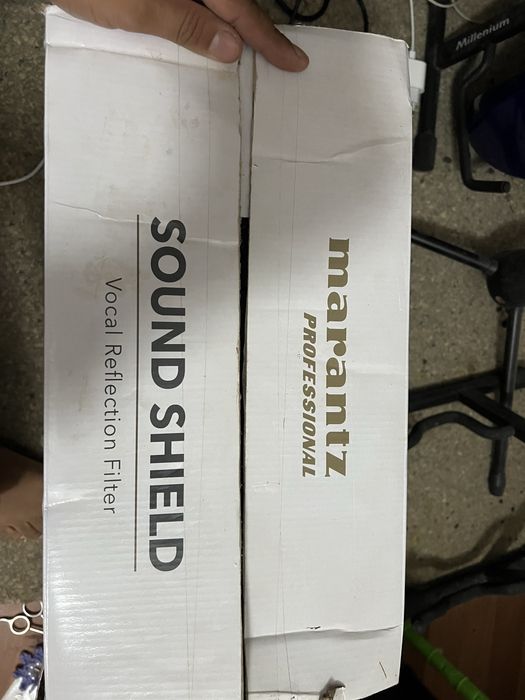 marantz
PROFESSIONAL
SOUND SHIELD
Vocal Reflection Filter
Millenium